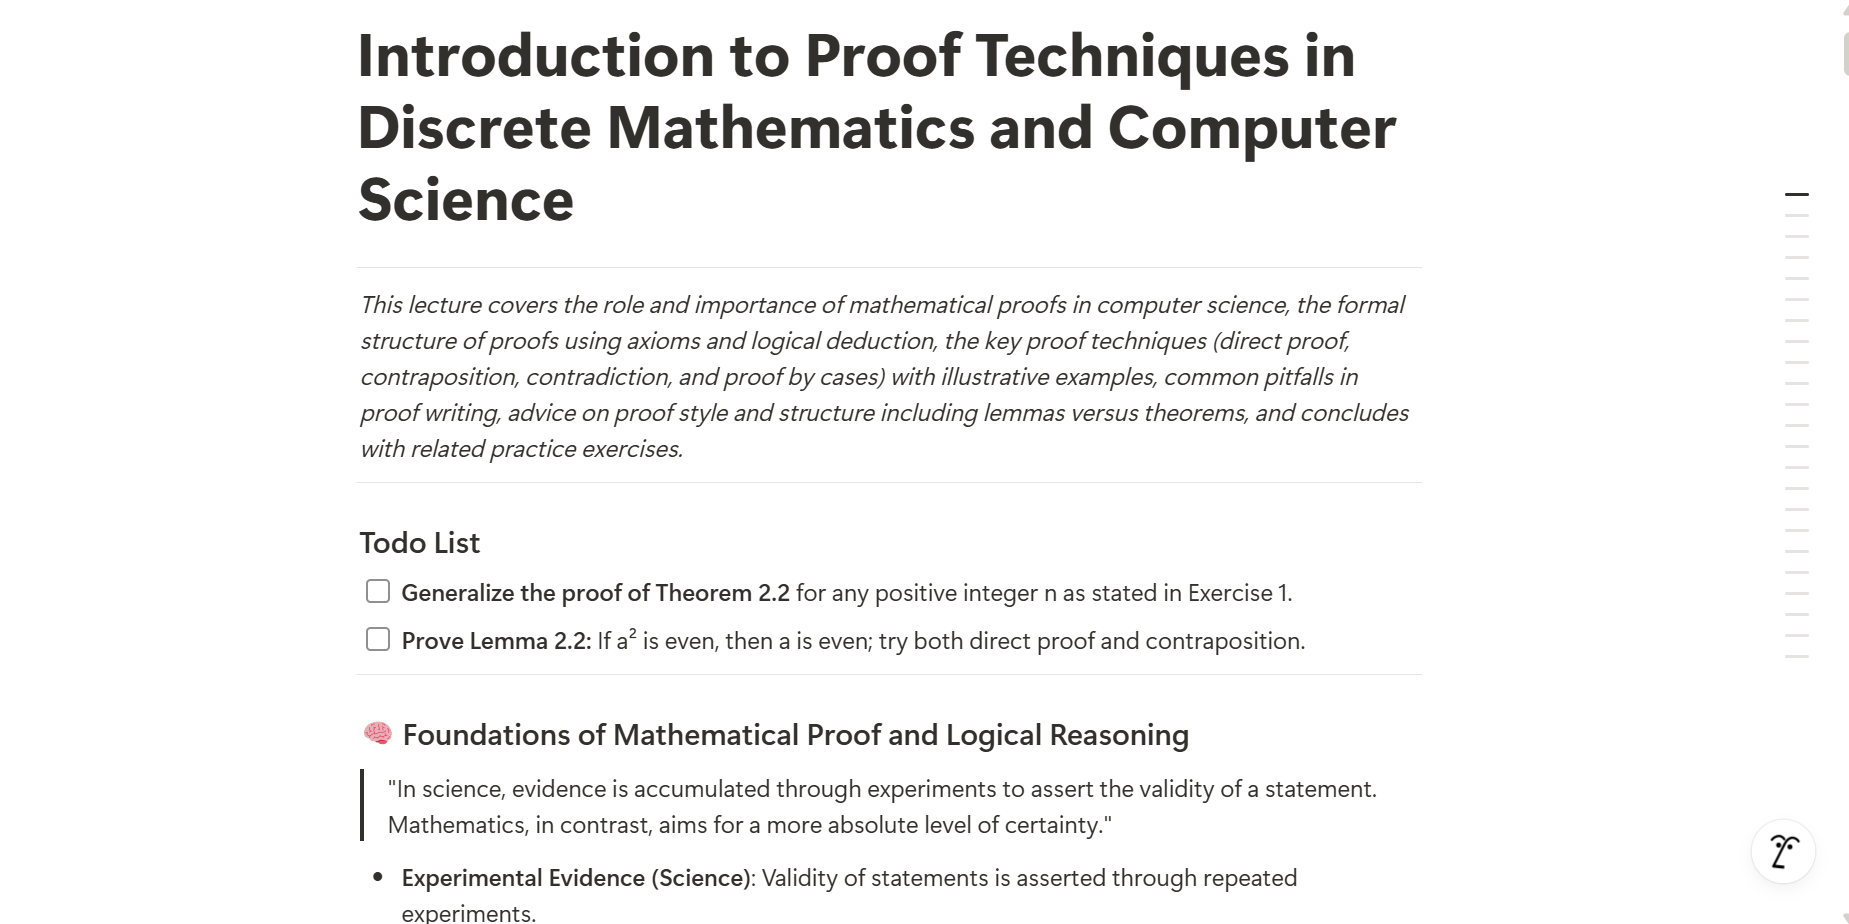 Introduction to Proof Techniques in
Discrete Mathematics and Computer
Science
This lecture covers the role and importance of mathematical proofs in computer science, the formal
structure of proofs using axioms and logical deduction, the key proof techniques (direct proof,
contraposition, contradiction, and proof by cases) with illustrative examples, common pitfalls in
proof writing, advice on proof style and structure including lemmas versus theorems, and concludes
with related practice exercises.
Todo List
Generalize the proof of Theorem 2.2 for any positive integer n as stated in Exercise 1.
Prove Lemma 2.2: If a² is even, then a is even; try both direct proof and contraposition.
🧠 Foundations of Mathematical Proof and Logical Reasoning
"In science, evidence is accumulated through experiments to assert the validity of a statement.
Mathematics, in contrast, aims for a more absolute level of certainty."
• Experimental Evidence (Science): Validity of statements is asserted through repeated
experiments.